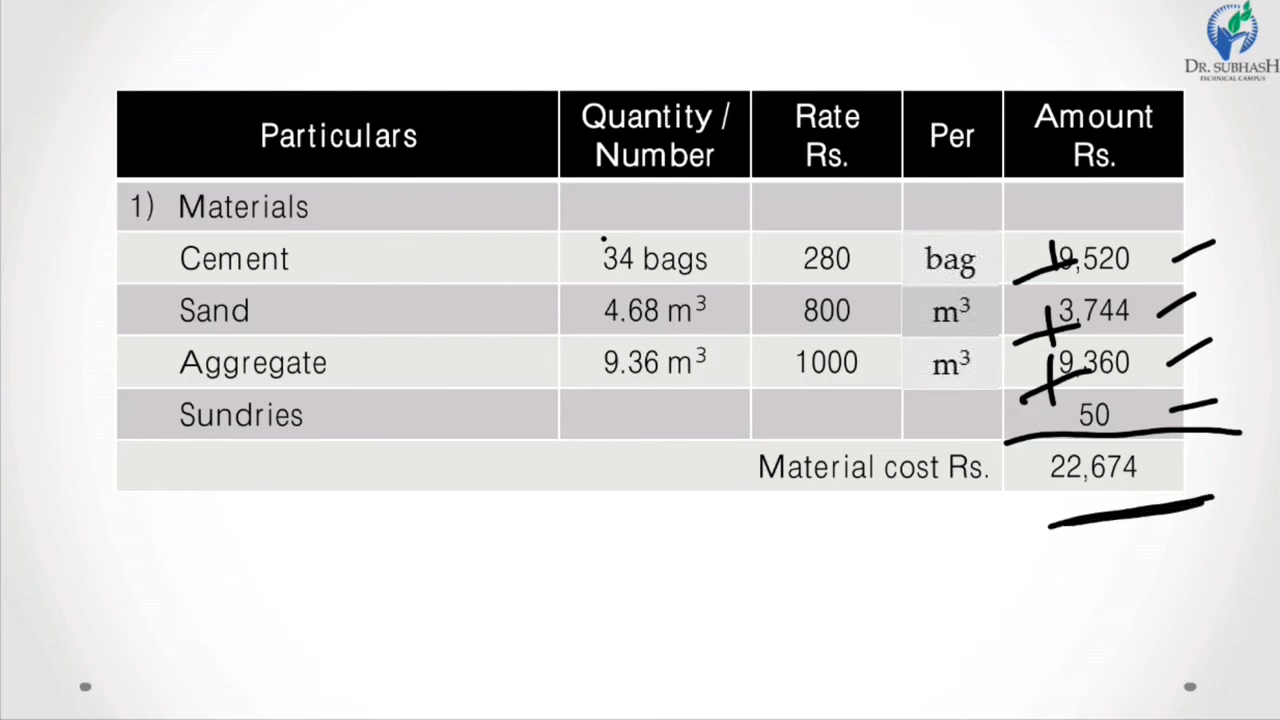 DR. SUBHASH
TECHNICAL CAMPUS
Particulars Quantity / Number Rate Rs. Per Amount Rs.
1) Materials
Cement 34 bags 280 bag 9,520
Sand 4.68 m³ 800 m³ 3,744
Aggregate 9.36 m³ 1000 m³ 9,360
Sundries 50
Material cost Rs. 22,674